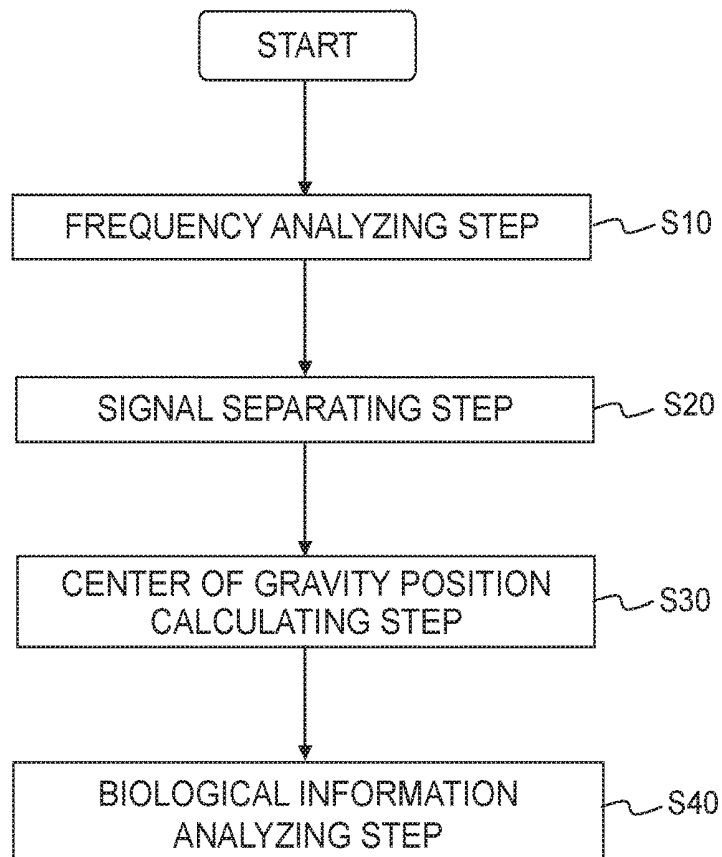 START
FREQUENCY ANALYZING STEP
S10
SIGNAL SEPARATING STEP
S20
CENTER OF GRAVITY POSITION
CALCULATING STEP
S30
BIOLOGICAL INFORMATION
ANALYZING STEP
S40